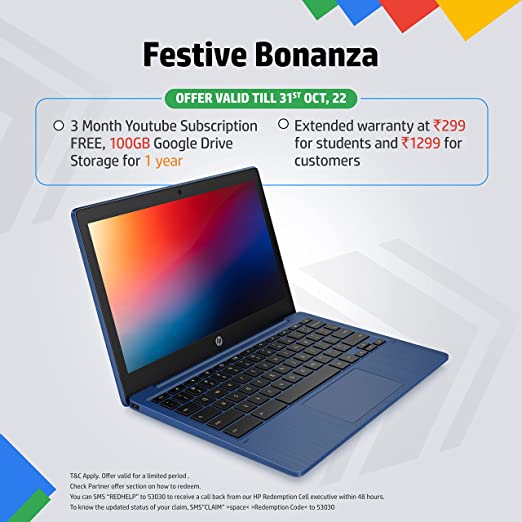 Festive Bonanza
OFFER VALID TILL 31ST OCT, 22
3 Month Youtube Subscription
FREE, 100GB Google Drive
Storage for 1 year
Extended warranty at ₹299
for students and ₹1299 for
customers
hp
T&C Apply. Offer valid for a limited period .
Check Partner offer section on how to redeem.
You can SMS "REDHELP" to 53030 to receive a call back from our HP Redemption Cell executive within 48 hours.
To know the updated status of your claim, SMS"CLAIM" >space< >Redemption Code< to 53030